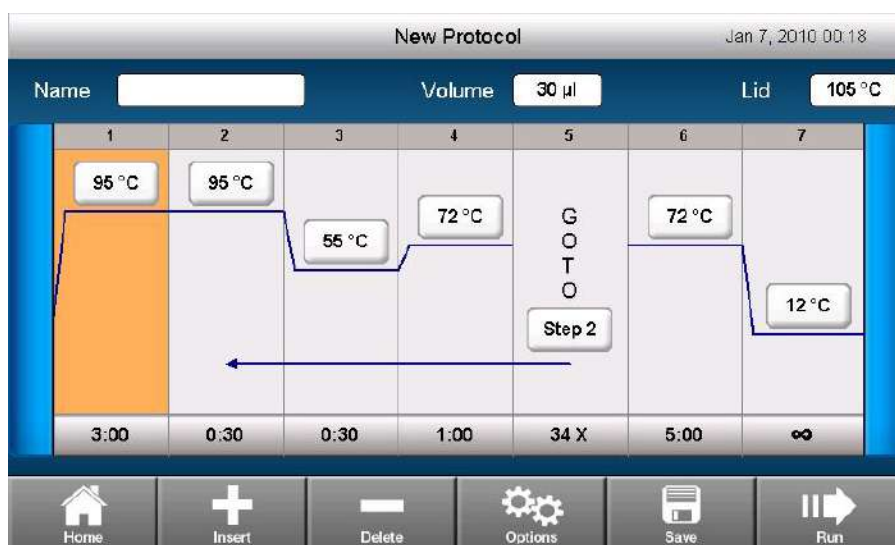 New Protocol Jan 7, 2010 00:18
Name Volume 30 µl Lid 105 °C
1 2 3 4 5 6 7
95 °C 95 °C 55 °C 72 °C GOTO Step 2 72 °C 12 °C
3:00 0:30 0:30 1:00 34 X 5:00 ∞
Home Insert Delete Options Save Run